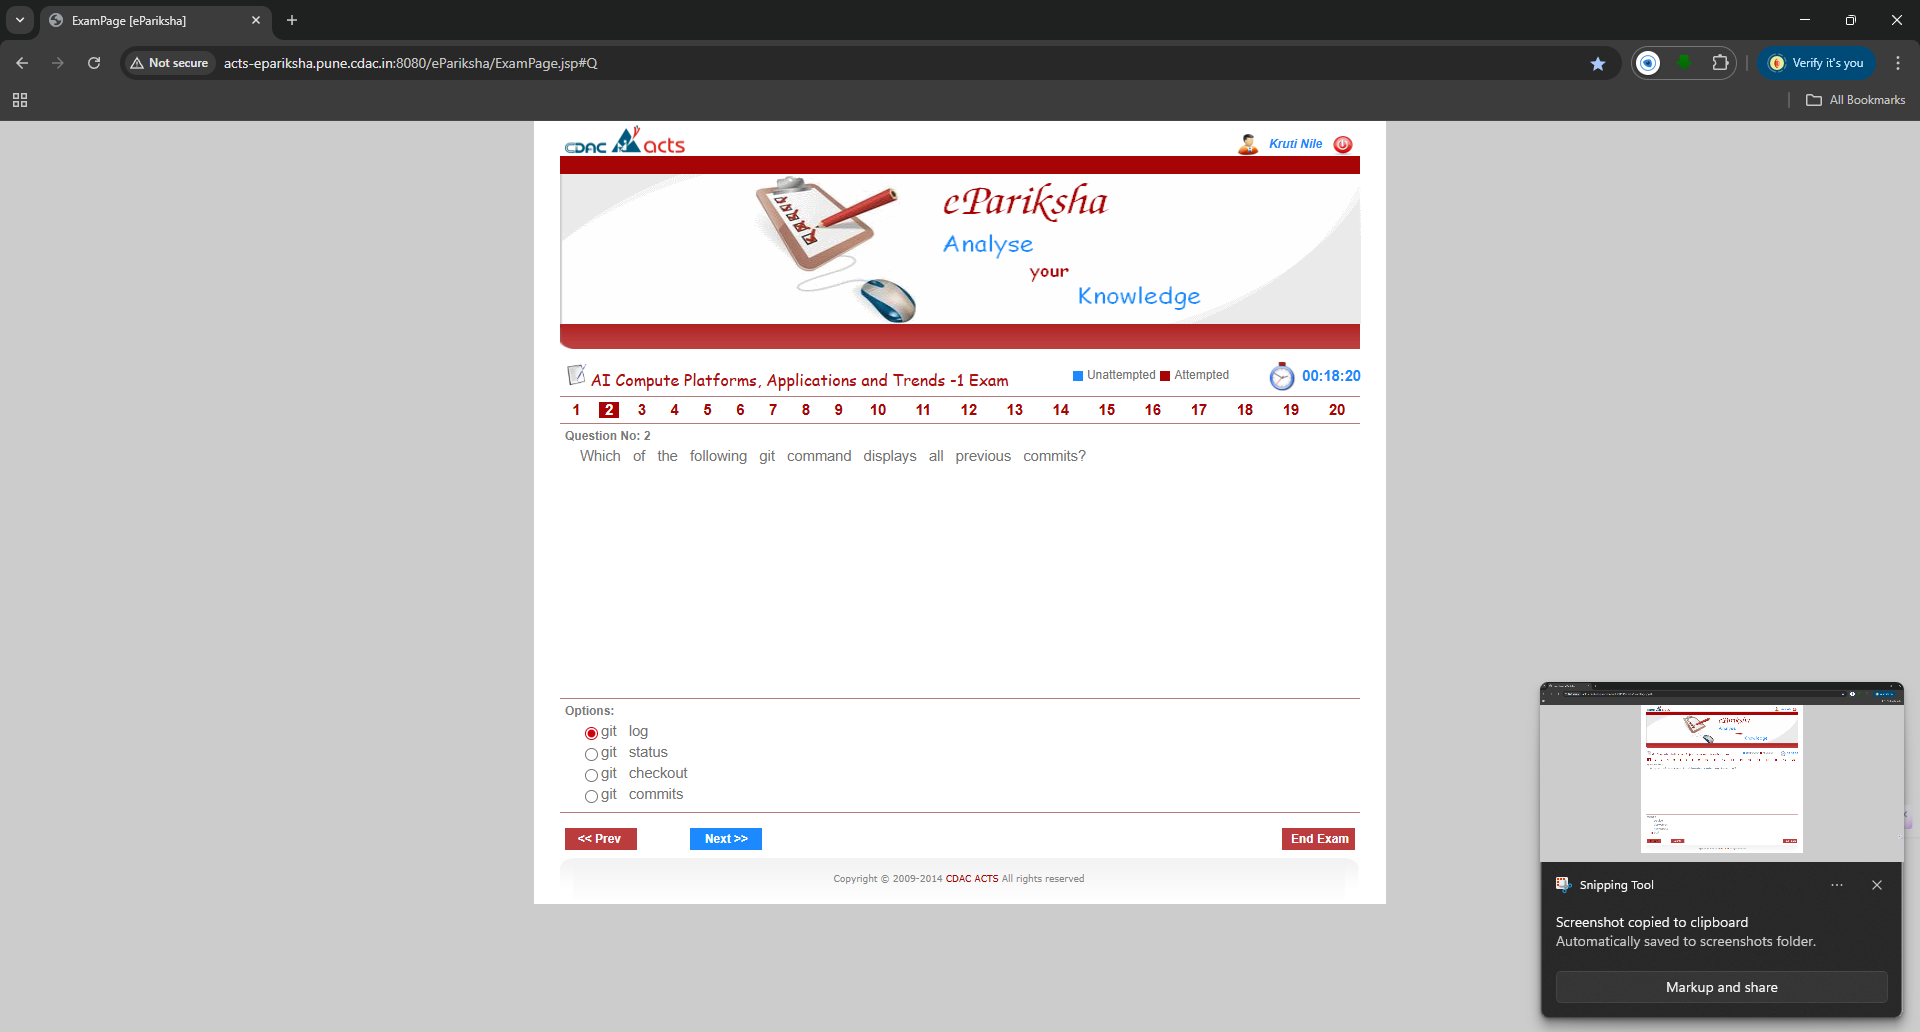 ExamPage [ePariksha]
Not secure
acts-epariksha.pune.cdac.in:8080/ePariksha/ExamPage.jsp#Q
Verify it's you
All Bookmarks
CDAC acts
Kruti Nile
ePariksha
Analyse
your
Knowledge
AI Compute Platforms, Applications and Trends -1 Exam
Unattempted Attempted
00:18:20
1 2 3 4 5 6 7 8 9 10 11 12 13 14 15 16 17 18 19 20
Question No: 2
Which of the following git command displays all previous commits?
Options:
git log
git status
git checkout
git commits
<< Prev
Next >>
End Exam
Copyright © 2009-2014 CDAC ACTS All rights reserved
ePariksha
Snipping Tool
Screenshot copied to clipboard
Automatically saved to screenshots folder.
Markup and share